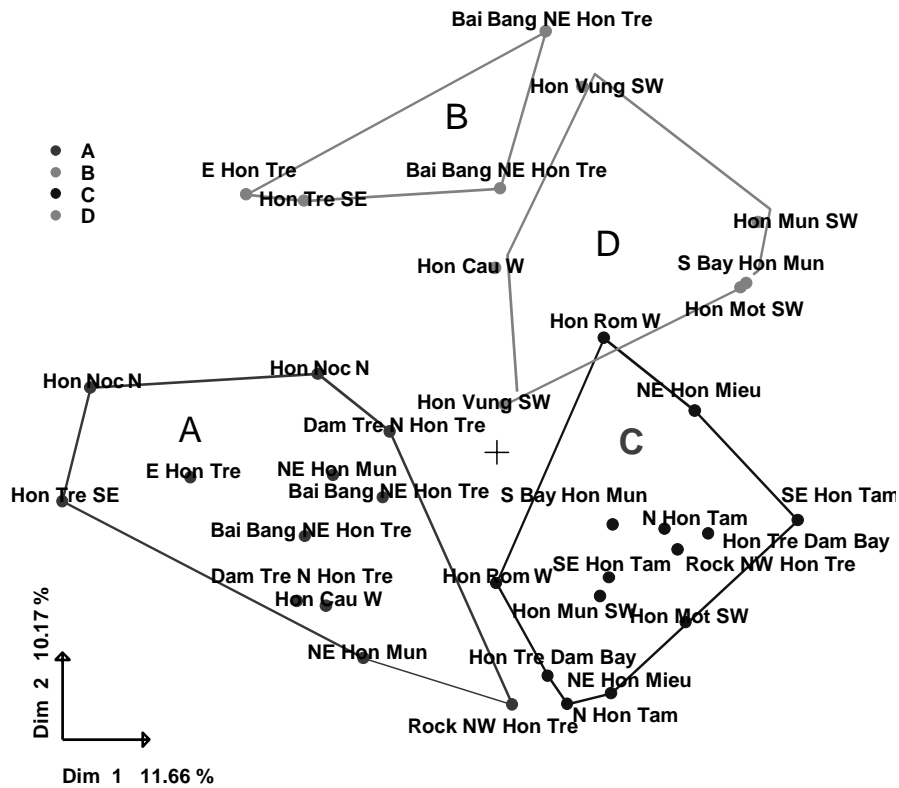 Bai Bang NE Hon Tre
Hon Vung SW
B
A
B
C
D
E Hon Tre
Bai Bang NE Hon Tre
Hon Tre SE
Hon Mun SW
D
Hon Cau W
S Bay Hon Mun
Hon Mot SW
Hon Rom W
Hon Noc N
Hon Noc N
NE Hon Mieu
Hon Vung SW
Dam Tre N Hon Tre
A
C
E Hon Tre
NE Hon Mun
Bai Bang NE Hon Tre
Hon Tre SE
S Bay Hon Mun
SE Hon Tam
N Hon Tam
Bai Bang NE Hon Tre
Hon Tre Dam Bay
SE Hon Tam
Rock NW Hon Tre
Dam Tre N Hon Tre
Hon Rom W
Hon Cau W
Hon Mun SW
Hon Mot SW
NE Hon Mun
Hon Tre Dam Bay
NE Hon Mieu
N Hon Tam
Rock NW Hon Tre
Dim 2 10.17 %
Dim 1 11.66 %